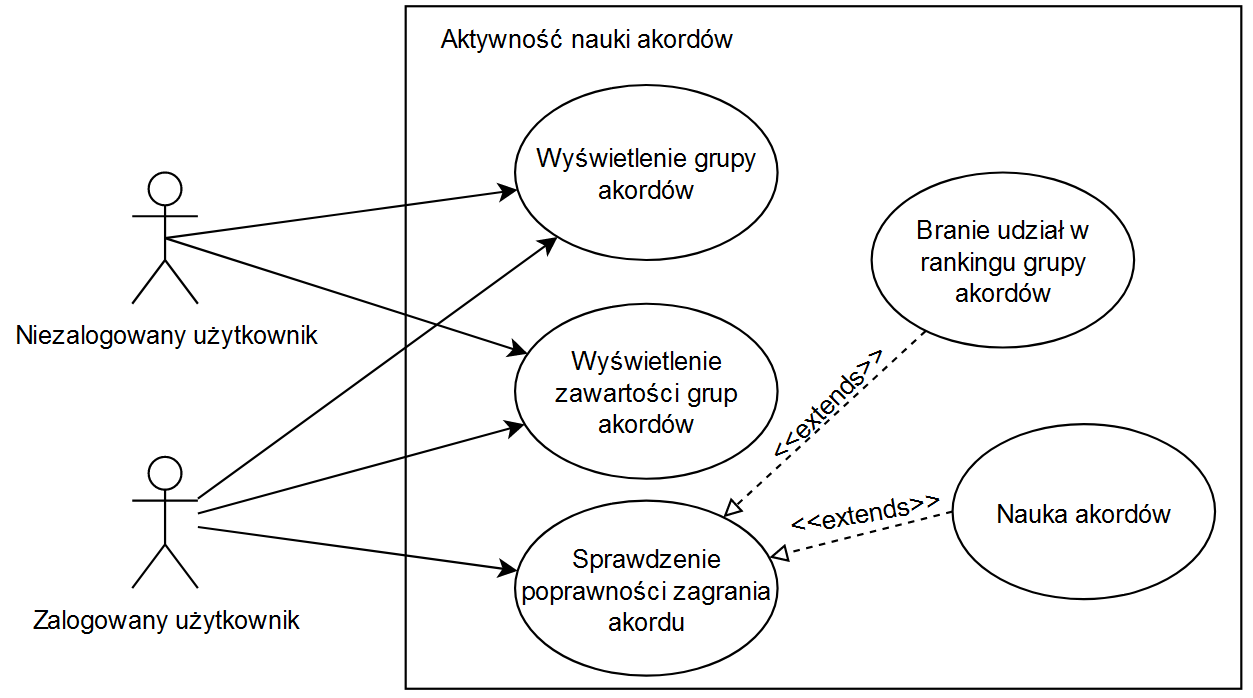 Aktywność nauki akordów
Wyświetlenie grupy
akordów
Branie udział w
rankingu grupy
akordów
Niezalogowany użytkownik
Wyświetlenie
zawartości grup
akordów
<<extends>>
<<extends>>
Nauka akordów
Sprawdzenie
poprawności zagrania
akordu
Zalogowany użytkownik